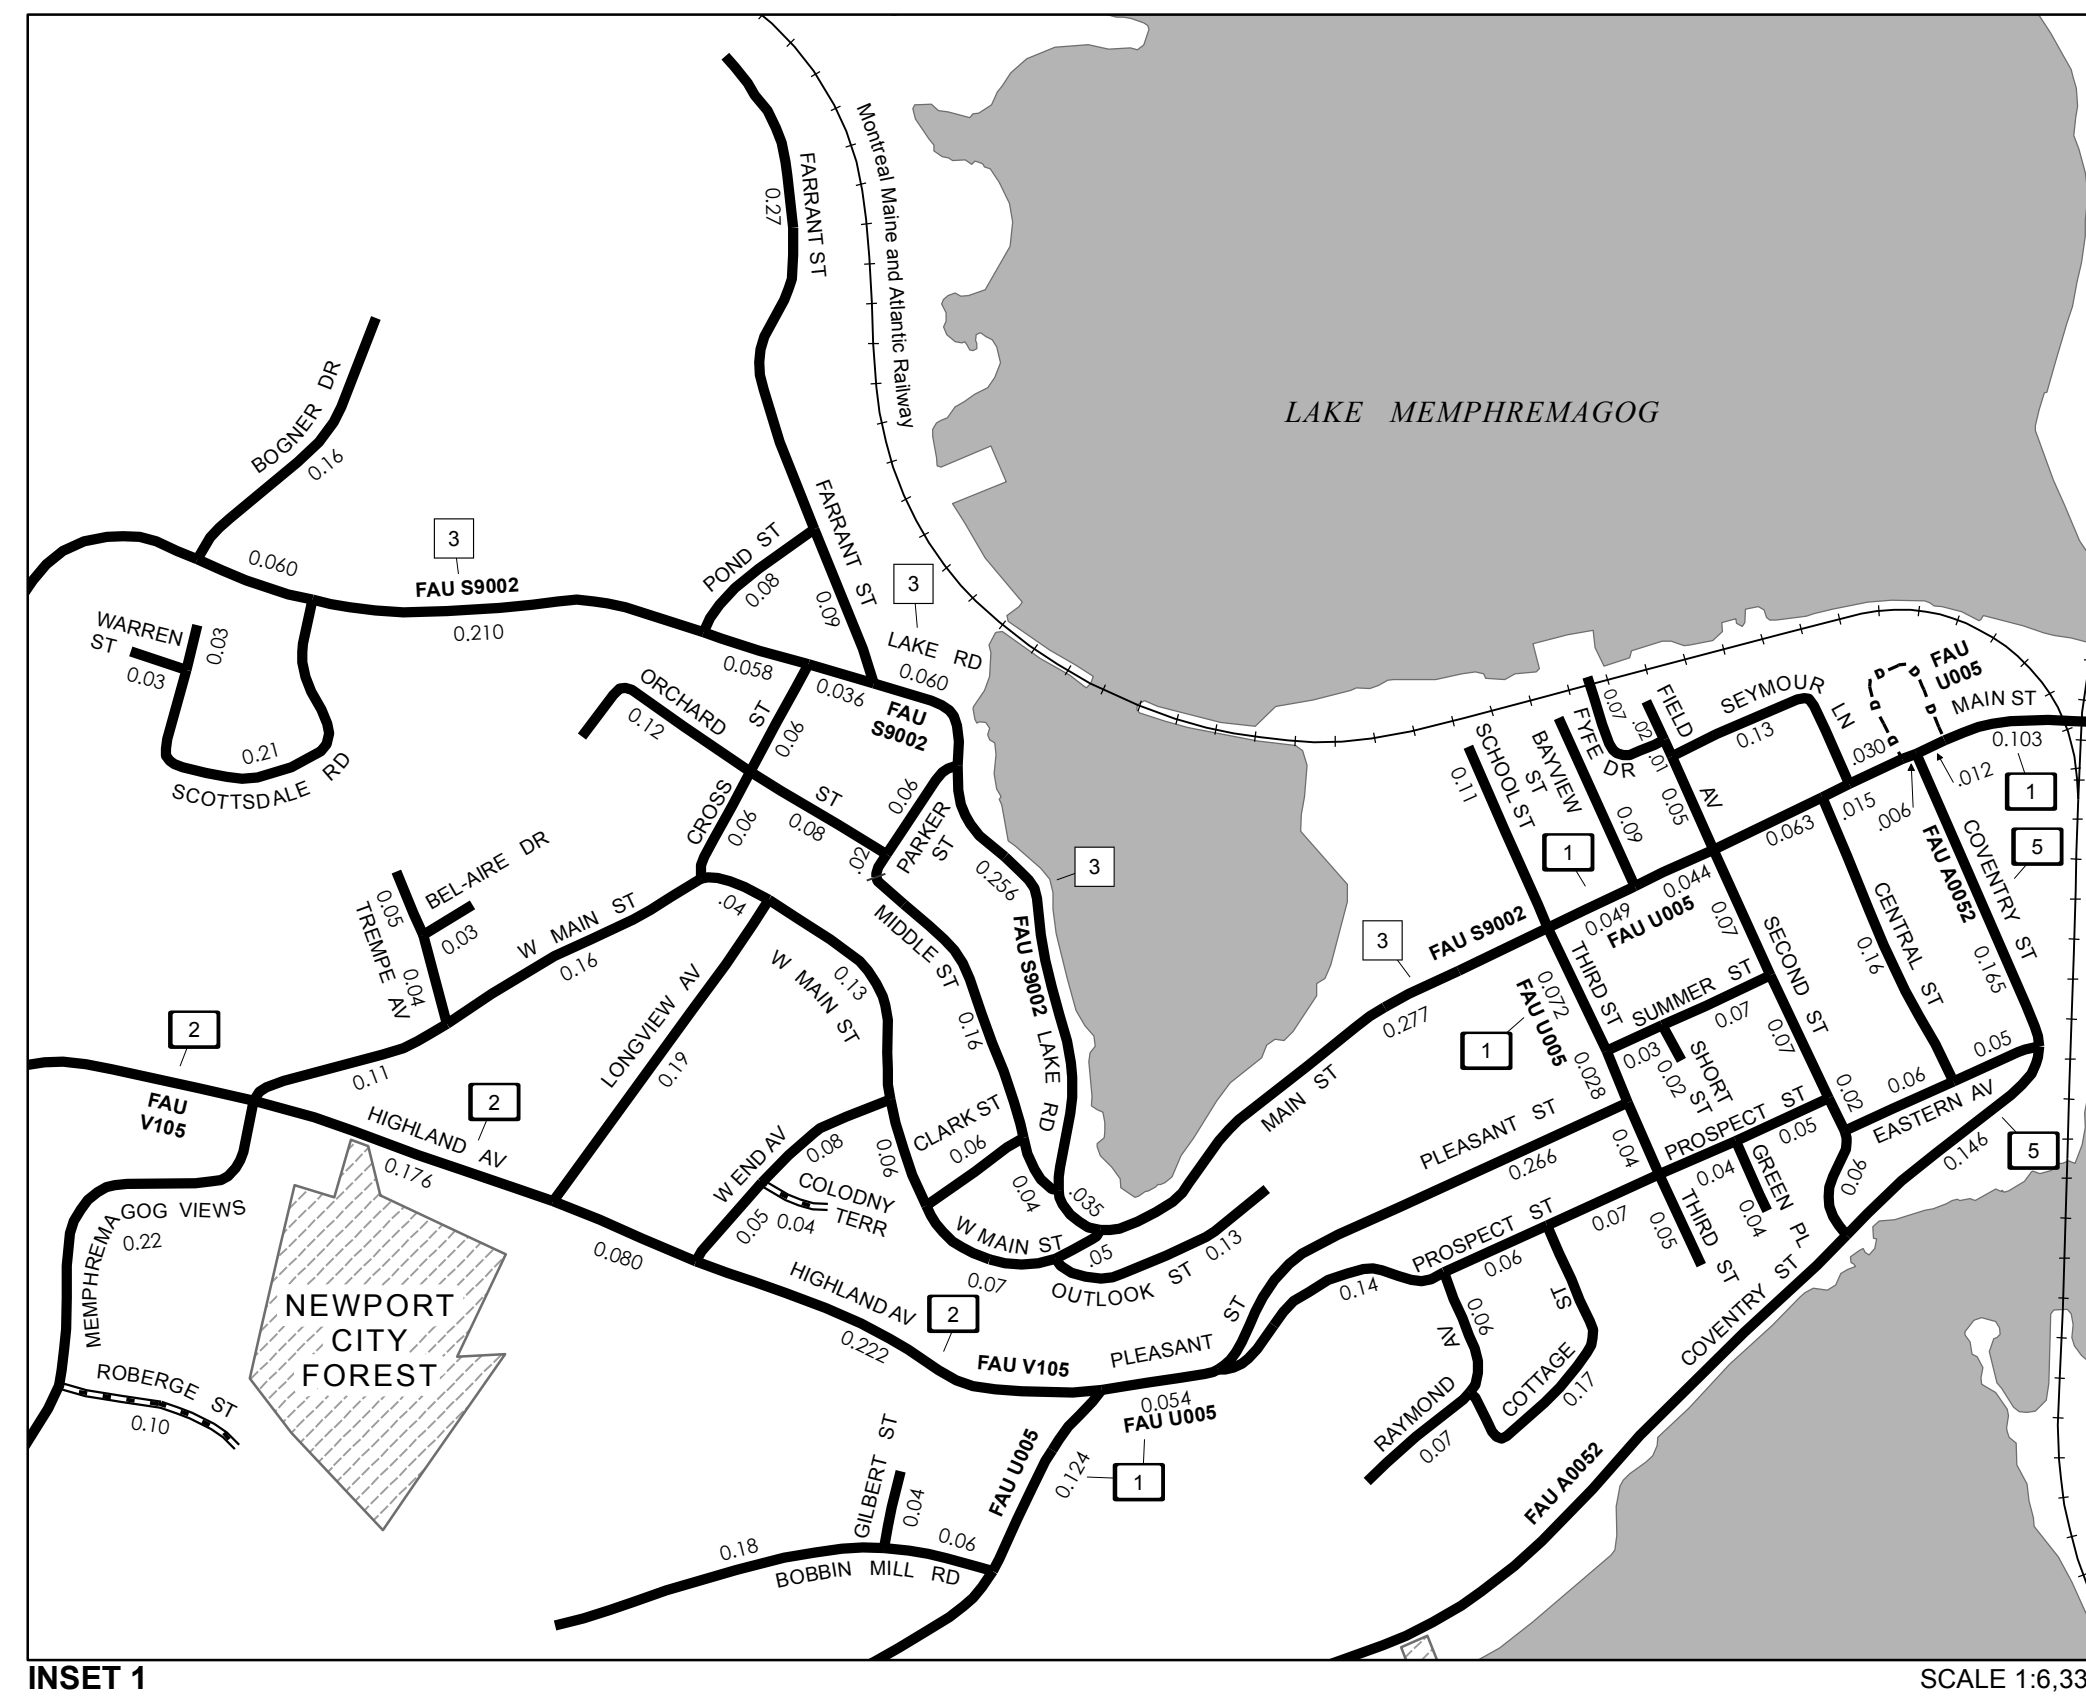 FARRANT ST
0.27
Montreal Maine and Atlantic Railway
LAKE MEMPHREMAGOG
BOGNER DR
0.16
3
0.060
FAU S9002
0.210
POND ST
0.08
FARRANT ST
0.09
3
LAKE RD
0.060
WARREN
ST
0.03
0.03
0.21
SCOTTSDALE RD
0.058
0.036
FAU
S9002
ORCHARD ST
0.12
0.08
CROSS ST
0.06
0.06
0.06
PARKER
ST
.02
0.256
3
FAU S9002
LAKE RD
MIDDLE ST
0.16
BEL-AIRE DR
0.03
0.05
TREMPE AV
0.04
W MAIN ST
0.16
.04
0.11
W MAIN ST
0.13
LONGVIEW AV
0.19
2
FAU
V105
2
HIGHLAND AV
0.176
0.080
W END AV
0.08
0.05
0.06
CLARK ST
0.06
0.04
.035
COLODNY
TERR
0.04
W MAIN ST
0.07
.05
OUTLOOK ST
0.13
MEMPHREMAGOG VIEWS
0.22
ROBERGE ST
0.10
NEWPORT
CITY
FOREST
HIGHLAND AV
0.222
2
FAU V105
PLEASANT ST
0.054
FAU U005
1
FAU U005
0.124
GILBERT ST
0.04
0.06
0.18
BOBBIN MILL RD
FAU
U005
MAIN ST
0.103
1
.012
.006
.030
.015
SEYMOUR LN
0.13
FIELD AV
.02
.01
0.05
0.07
FYFE DR
BAYVIEW
ST
0.09
SCHOOL ST
0.11
1
0.063
0.044
0.049
FAU U005
FAU S9002
3
0.277
MAIN ST
COVENTRY ST
5
FAU A0052
0.165
CENTRAL ST
0.16
SECOND ST
0.07
0.07
0.02
THIRD ST
0.072
FAU U005
1
0.028
SUMMER ST
0.07
0.03
SHORT
ST
0.02
0.05
0.06
EASTERN AV
0.146
5
0.06
PLEASANT ST
0.266
0.04
PROSPECT ST
0.05
0.04
GREEN PL
0.04
THIRD ST
0.05
PROSPECT ST
0.07
0.06
0.14
RAYMOND AV
0.06
0.07
COTTAGE ST
0.17
COVENTRY ST
FAU A0052
D
D
D
D
INSET 1
SCALE 1:6,33